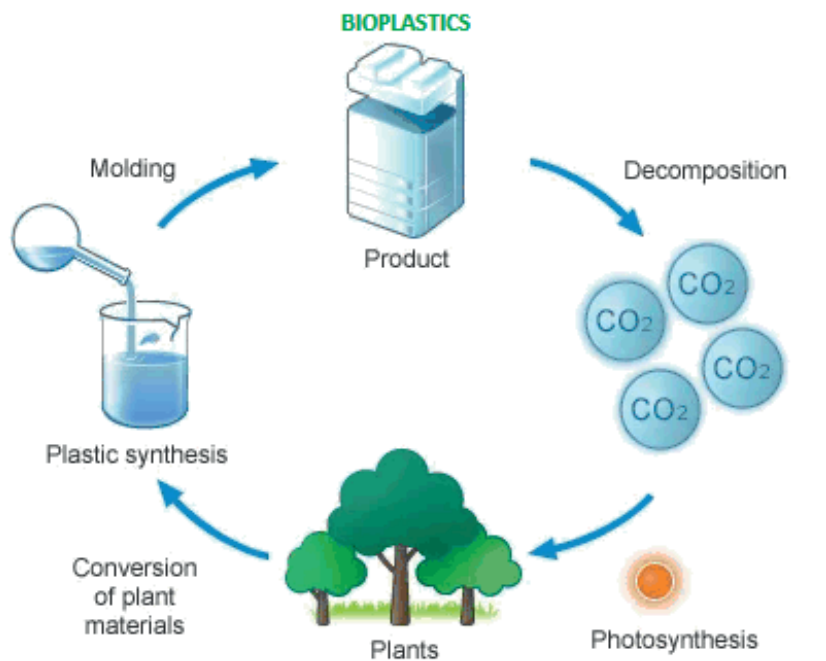 BIOPLASTICS
Molding
Decomposition
Product
CO2
CO2
CO2
CO2
Plastic synthesis
Conversion
of plant
materials
Plants
Photosynthesis